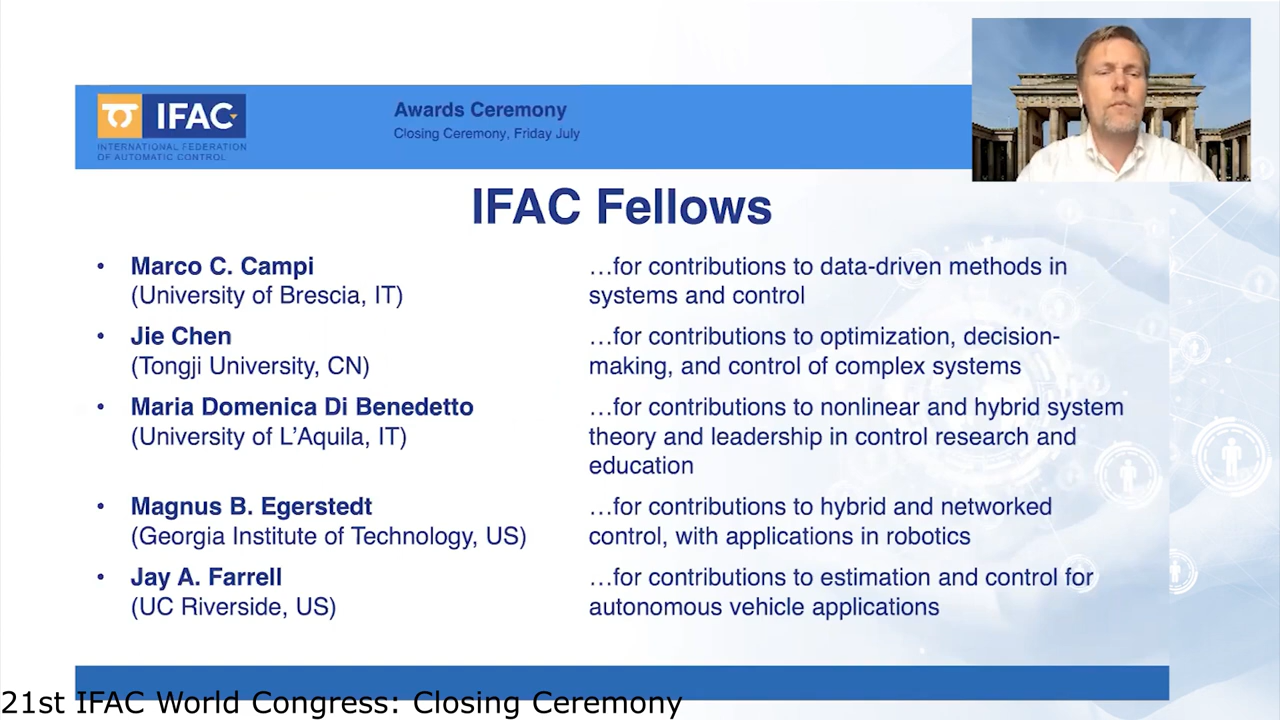 IFAC
INTERNATIONAL FEDERATION
OF AUTOMATIC CONTROL
Awards Ceremony
Closing Ceremony, Friday July
IFAC Fellows
• Marco C. Campi
(University of Brescia, IT)
…for contributions to data-driven methods in
systems and control
• Jie Chen
(Tongji University, CN)
…for contributions to optimization, decision-
making, and control of complex systems
• Maria Domenica Di Benedetto
(University of L’Aquila, IT)
…for contributions to nonlinear and hybrid system
theory and leadership in control research and
education
• Magnus B. Egerstedt
(Georgia Institute of Technology, US)
…for contributions to hybrid and networked
control, with applications in robotics
• Jay A. Farrell
(UC Riverside, US)
…for contributions to estimation and control for
autonomous vehicle applications
21st IFAC World Congress: Closing Ceremony